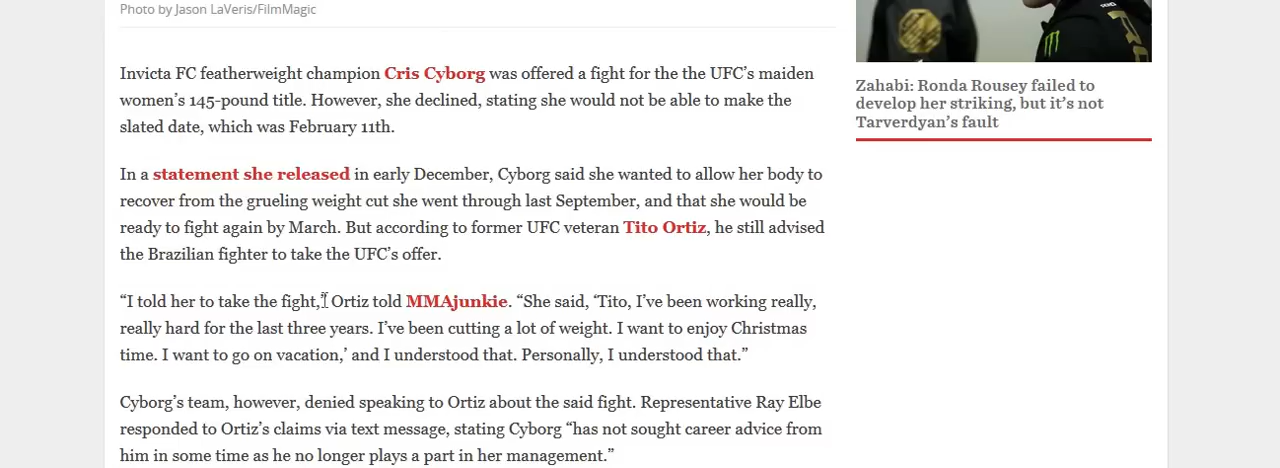 Photo by Jason LaVeris/FilmMagic
Invicta FC featherweight champion Cris Cyborg was offered a fight for the the UFC’s maiden
women’s 145-pound title. However, she declined, stating she would not be able to make the
slated date, which was February 11th.
In a statement she released in early December, Cyborg said she wanted to allow her body to
recover from the grueling weight cut she went through last September, and that she would be
ready to fight again by March. But according to former UFC veteran Tito Ortiz, he still advised
the Brazilian fighter to take the UFC’s offer.
“I told her to take the fight,” Ortiz told MMAjunkie. “She said, ‘Tito, I’ve been working really,
really hard for the last three years. I’ve been cutting a lot of weight. I want to enjoy Christmas
time. I want to go on vacation,’ and I understood that. Personally, I understood that.”
Cyborg’s team, however, denied speaking to Ortiz about the said fight. Representative Ray Elbe
responded to Ortiz’s claims via text message, stating Cyborg “has not sought career advice from
him in some time as he no longer plays a part in her management.”
Zahabi: Ronda Rousey failed to
develop her striking, but it’s not
Tarverdyan’s fault